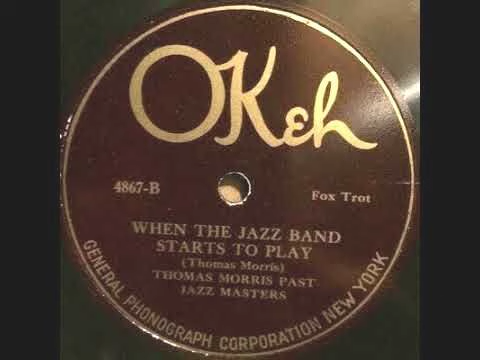 OKeh
4867-B
Fox Trot
WHEN THE JAZZ BAND
STARTS TO PLAY
(Thomas Morris)
THOMAS MORRIS PAST
JAZZ MASTERS
GENERAL PHONOGRAPH CORPORATION NEW YORK